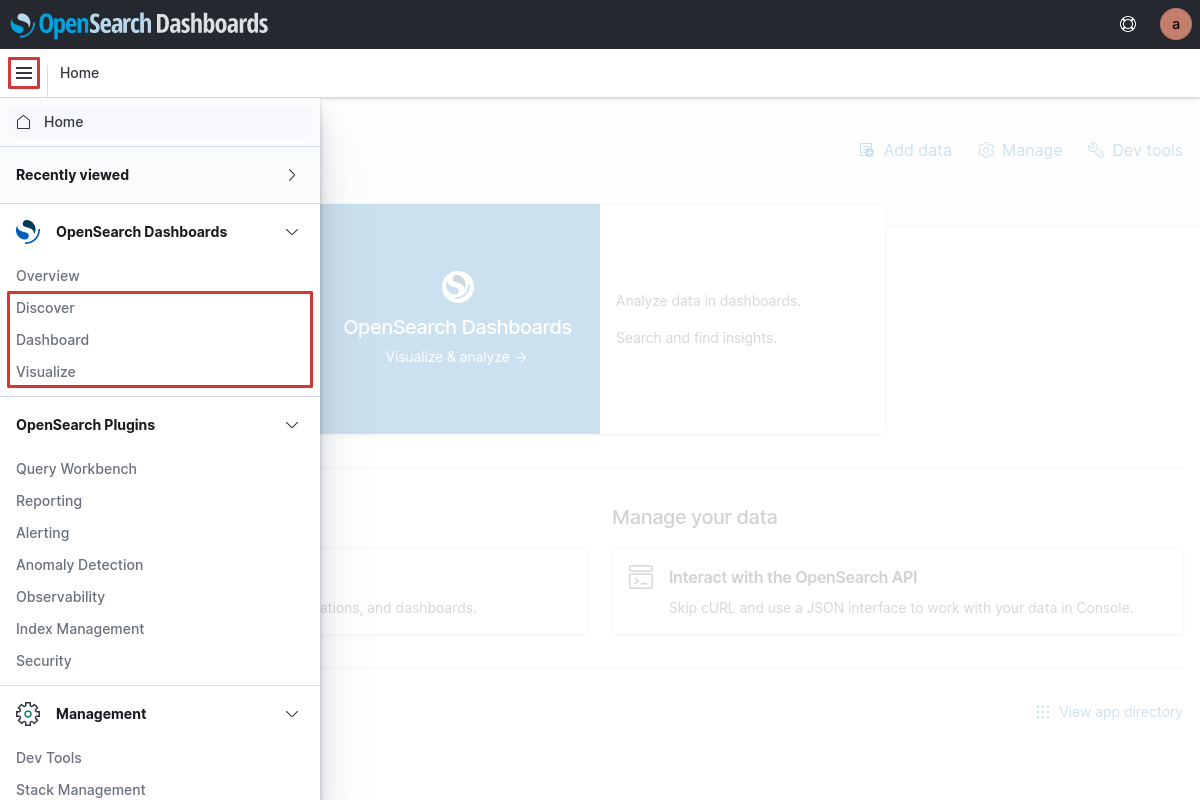 OpenSearch Dashboards
a
Home
Home
Recently viewed
OpenSearch Dashboards
Overview
Discover
Dashboard
Visualize
OpenSearch Plugins
Query Workbench
Reporting
Alerting
Anomaly Detection
Observability
Index Management
Security
Management
Dev Tools
Stack Management
Add data
Manage
Dev tools
OpenSearch Dashboards
Visualize & analyze →
Analyze data in dashboards.
Search and find insights.
ations, and dashboards.
Manage your data
Interact with the OpenSearch API
Skip cURL and use a JSON interface to work with your data in Console.
View app directory